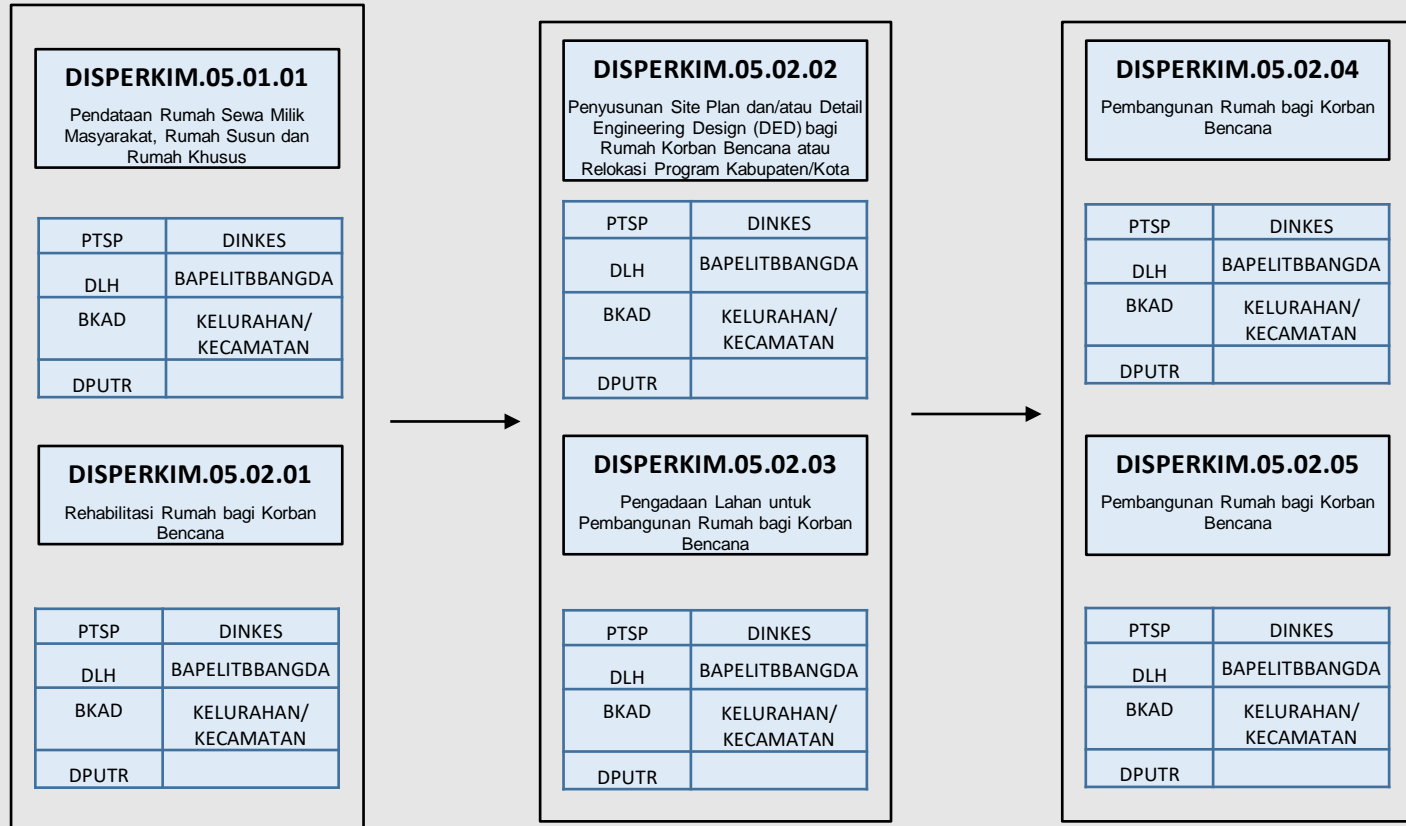 DISPERKIM.05.01.01
Pendataan Rumah Sewa Milik
Masyarakat, Rumah Susun dan
Rumah Khusus
PTSP DINKES
DLH BAPELITBBANGDA
BKAD KELURAHAN/
KECAMATAN
DPUTR
DISPERKIM.05.02.01
Rehabilitasi Rumah bagi Korban
Bencana
PTSP DINKES
DLH BAPELITBBANGDA
BKAD KELURAHAN/
KECAMATAN
DPUTR
DISPERKIM.05.02.02
Penyusunan Site Plan dan/atau Detail
Engineering Design (DED) bagi
Rumah Korban Bencana atau
Relokasi Program Kabupaten/Kota
PTSP DINKES
DLH BAPELITBBANGDA
BKAD KELURAHAN/
KECAMATAN
DPUTR
DISPERKIM.05.02.03
Pengadaan Lahan untuk
Pembangunan Rumah bagi Korban
Bencana
PTSP DINKES
DLH BAPELITBBANGDA
BKAD KELURAHAN/
KECAMATAN
DPUTR
DISPERKIM.05.02.04
Pembangunan Rumah bagi Korban
Bencana
PTSP DINKES
DLH BAPELITBBANGDA
BKAD KELURAHAN/
KECAMATAN
DPUTR
DISPERKIM.05.02.05
Pembangunan Rumah bagi Korban
Bencana
PTSP DINKES
DLH BAPELITBBANGDA
BKAD KELURAHAN/
KECAMATAN
DPUTR